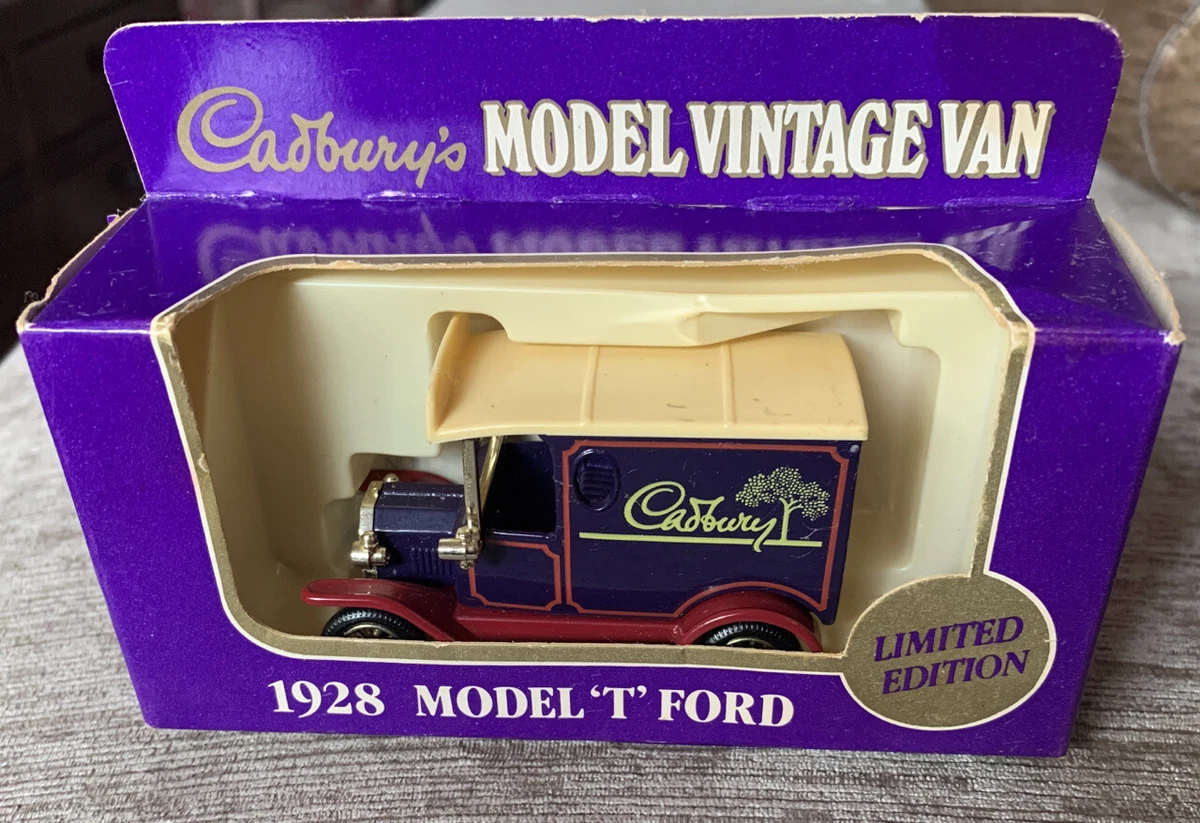 Cadbury's MODEL VINTAGE VAN
Cadbury
LIMITED
EDITION
1928 MODEL 'T' FORD